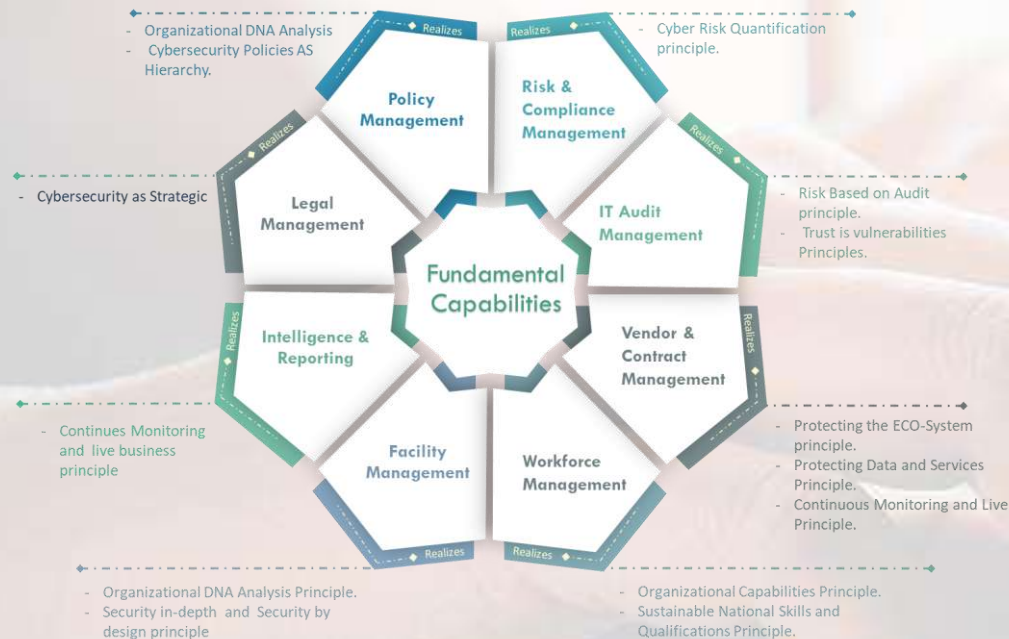 - Organizational DNA Analysis
- Cybersecurity Policies AS
Hierarchy.
Realizes
Policy
Management
Realizes
- Cyber Risk Quantification
principle.
Risk &
Compliance
Management
Realizes
- Cybersecurity as Strategic
Legal
Management
Realizes
- Risk Based on Audit
principle.
- Trust is vulnerabilities
Principles.
IT Audit
Management
Fundamental
Capabilities
Realizes
Intelligence &
Reporting
- Continues Monitoring
and live business
principle
Realizes
Vendor &
Contract
Management
- Protecting the ECO-System
principle.
- Protecting Data and Services
Principle.
- Continuous Monitoring and Live
Principle.
Facility
Management
Realizes
- Organizational DNA Analysis Principle.
- Security in-depth and Security by
design principle
Workforce
Management
Realizes
- Organizational Capabilities Principle.
- Sustainable National Skills and
Qualifications Principle.